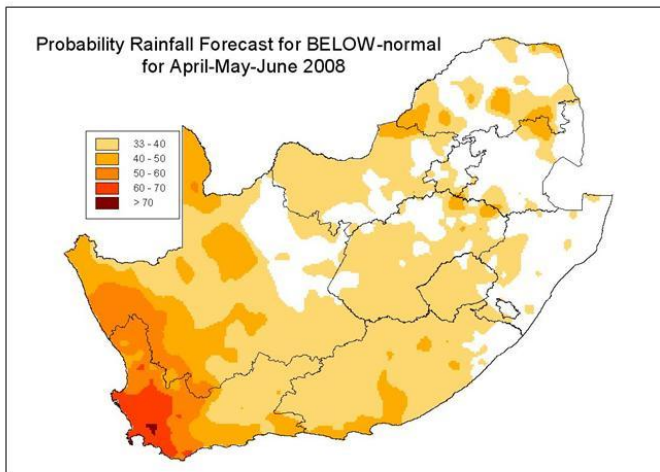 Probability Rainfall Forecast for BELOW-normal
for April-May-June 2008
33 - 40
40 - 50
50 - 60
60 - 70
> 70